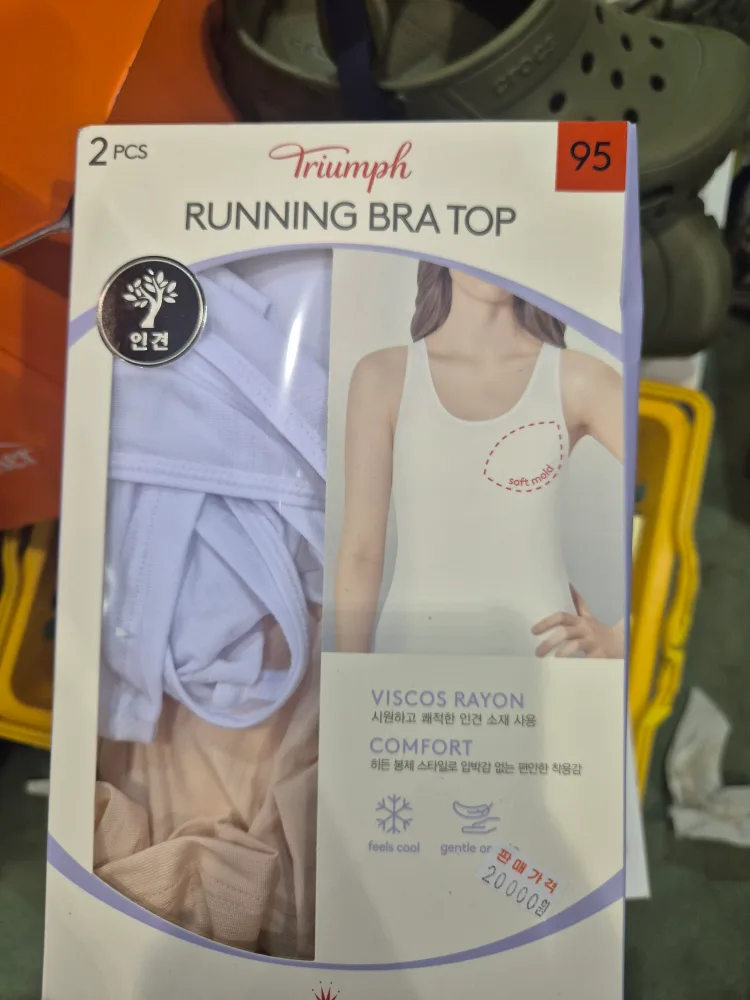 crocs
2 PCS
Triumph
95
RUNNING BRA TOP
인견
soft mold
VISCOS RAYON
시원하고 쾌적한 인견 소재 사용
COMFORT
히든 봉제 스타일로 압박감 없는 편안한 착용감
feels cool
gentle
판매가격
20000원